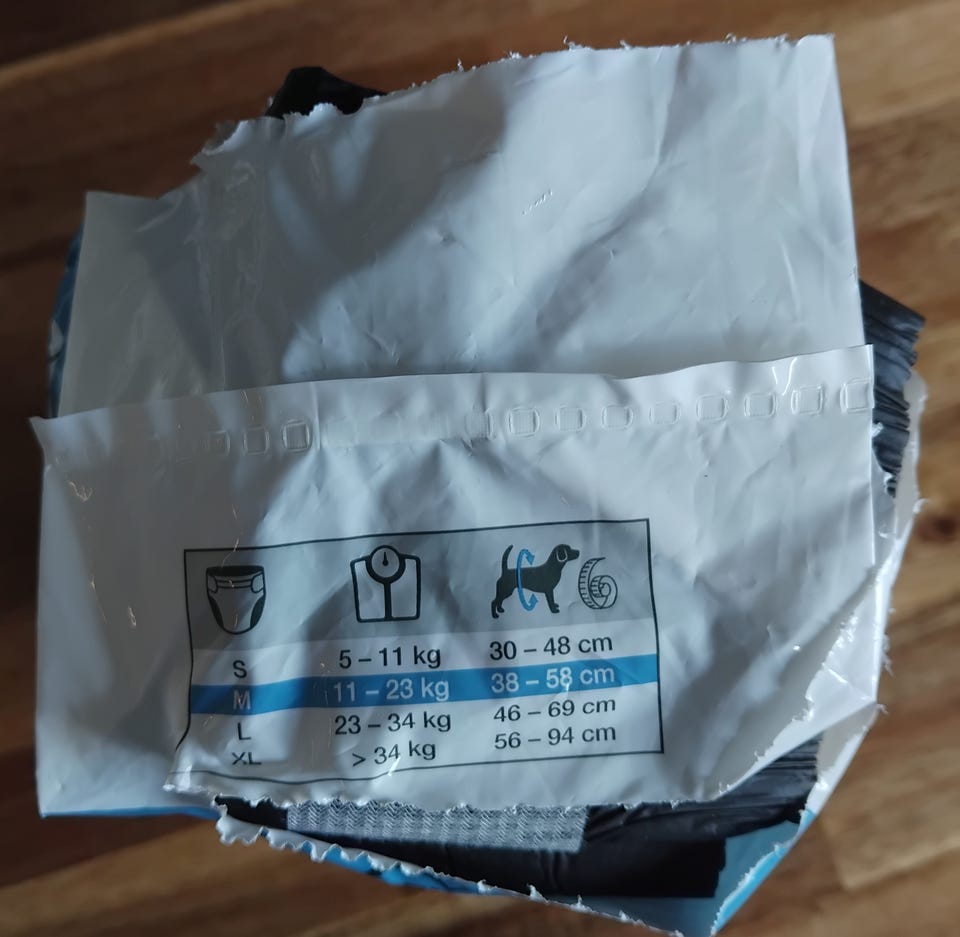 S 5 – 11 kg 30 – 48 cm
M 11 – 23 kg 38 – 58 cm
L 23 – 34 kg 46 – 69 cm
XL > 34 kg 56 – 94 cm